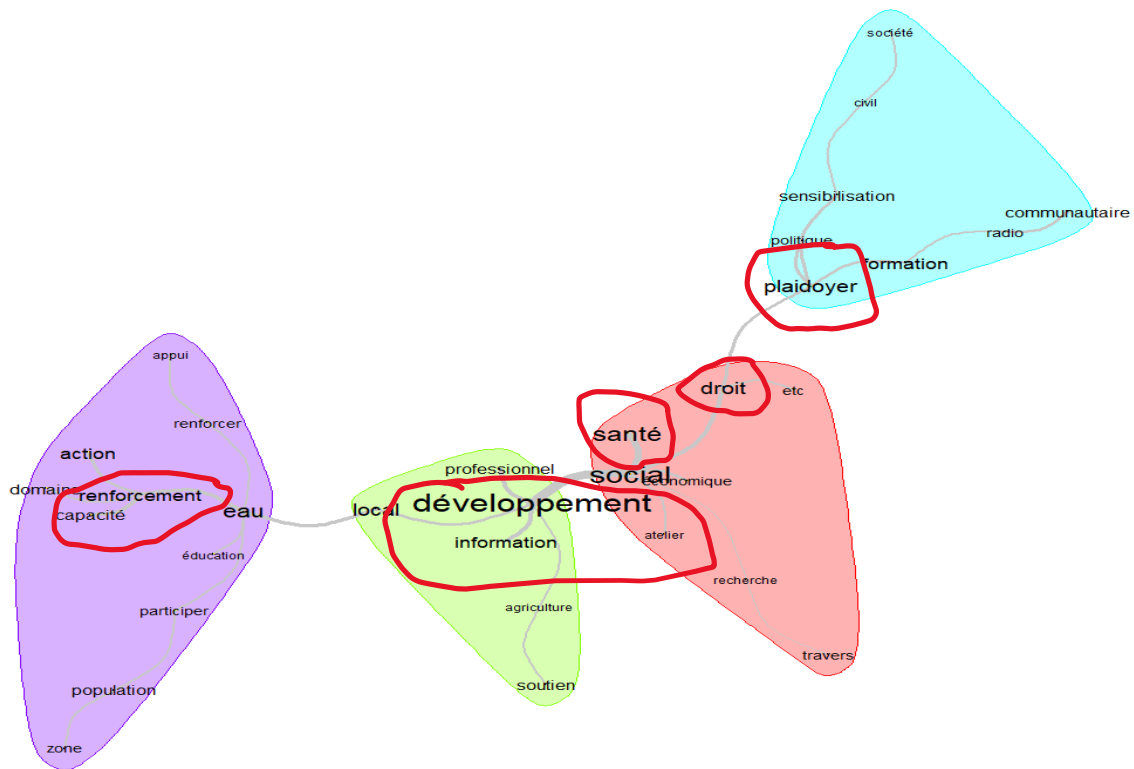 société
civil
sensibilisation
communautaire
radio
politique
formation
plaidoyer
appui
renforcer
action
domaine
renforcement
capacité
eau
éducation
participer
population
zone
professionnel
local
développement
information
agriculture
soutien
droit
etc
santé
social
économique
atelier
recherche
travers